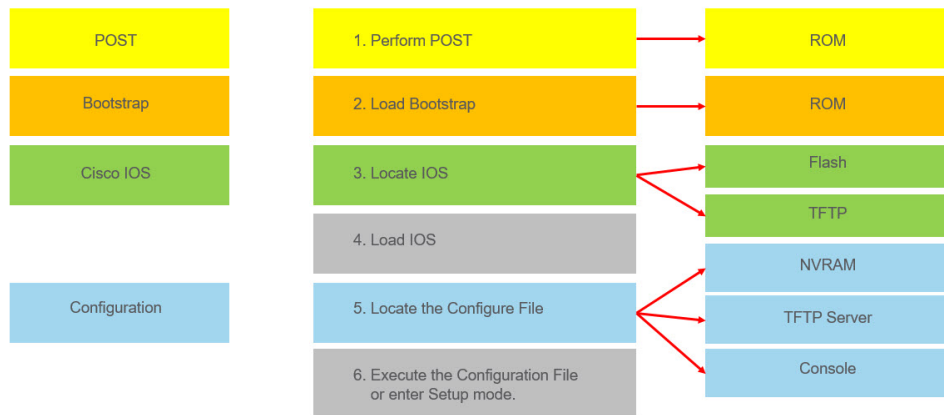 POST
1. Perform POST
ROM
Bootstrap
2. Load Bootstrap
ROM
Cisco IOS
3. Locate IOS
Flash
TFTP
4. Load IOS
NVRAM
Configuration
5. Locate the Configure File
TFTP Server
Console
6. Execute the Configuration File
or enter Setup mode.